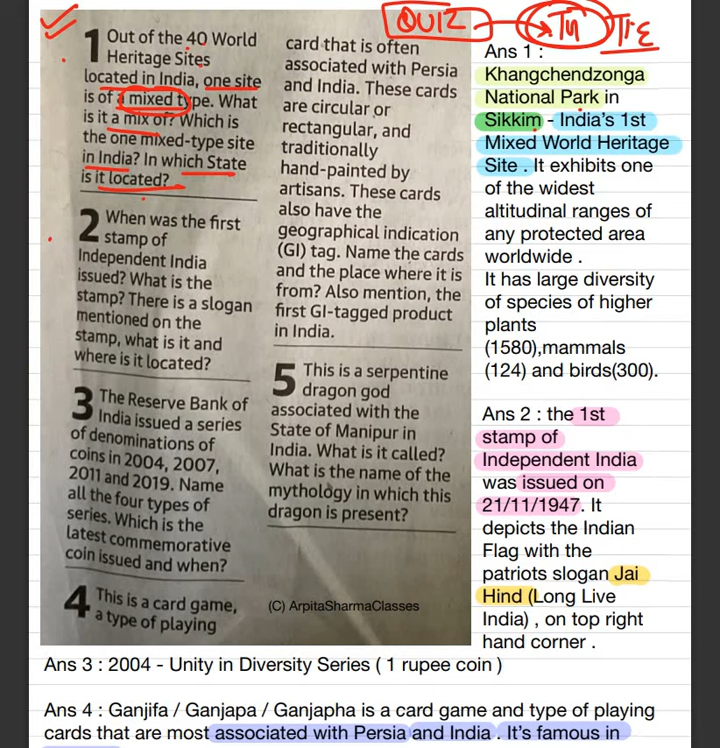 QUIZ
TIE
1 Out of the 40 World
Heritage Sites
located in India, one site
is of a mixed type. What
is it a mix of? Which is
the one mixed-type site
in India? In which State
is it located?
2 When was the first
stamp of
Independent India
issued? What is the
stamp? There is a slogan
mentioned on the
stamp, what is it and
where is it located?
3 The Reserve Bank of
India issued a series
of denominations of
coins in 2004, 2007,
2011 and 2019. Name
all the four types of
series. Which is the
latest commemorative
coin issued and when?
4 This is a card game,
a type of playing
card that is often
associated with Persia
and India. These cards
are circular or
rectangular, and
traditionally
hand-painted by
artisans. These cards
also have the
geographical indication
(GI) tag. Name the cards
and the place where it is
from? Also mention, the
first GI-tagged product
in India.
5 This is a serpentine
dragon god
associated with the
State of Manipur in
India. What is it called?
What is the name of the
mythology in which this
dragon is present?
(C) ArpitaSharmaClasses
Ans 1 :
Khangchendzonga
National Park in
Sikkim - India's 1st
Mixed World Heritage
Site . It exhibits one
of the widest
altitudinal ranges of
any protected area
worldwide .
It has large diversity
of species of higher
plants
(1580),mammals
(124) and birds(300).
Ans 2 : the 1st
stamp of
Independent India
was issued on
21/11/1947. It
depicts the Indian
Flag with the
patriots slogan Jai
Hind (Long Live
India) , on top right
hand corner .
Ans 3 : 2004 - Unity in Diversity Series ( 1 rupee coin )
Ans 4 : Ganjifa / Ganjapa / Ganjapha is a card game and type of playing
cards that are most associated with Persia and India . It's famous in